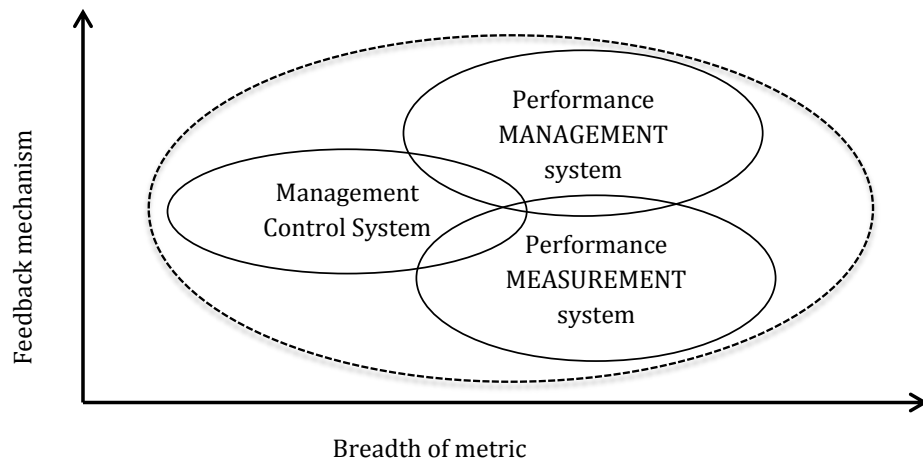 Performance
MANAGEMENT
system
Management
Control System
Performance
MEASUREMENT
system
Feedback mechanism
Breadth of metric